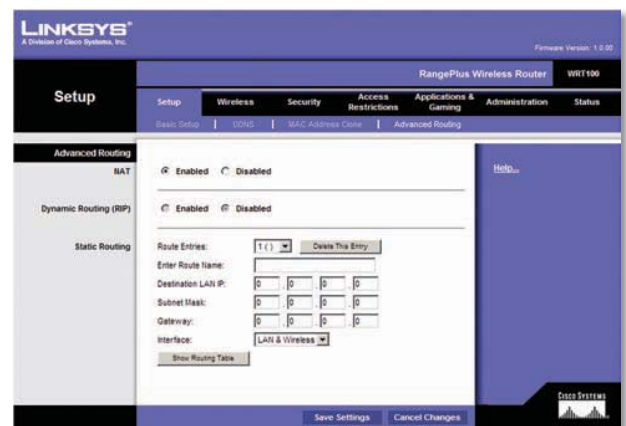 LINKSYS®
A Division of Cisco Systems, Inc.
Firmware Version: 1.0.00
RangePlus Wireless Router WRT100
Setup
Setup Wireless Security Access Restrictions Applications & Gaming Administration Status
Basic Setup | DDNS | MAC Address Clone | Advanced Routing
Advanced Routing
NAT Enabled Disabled
Help...
Dynamic Routing (RIP) Enabled Disabled
Static Routing Route Entries: 1 ( ) Delete This Entry
Enter Route Name:
Destination LAN IP: 0 . 0 . 0 . 0
Subnet Mask: 0 . 0 . 0 . 0
Gateway: 0 . 0 . 0 . 0
Interface: LAN & Wireless
Show Routing Table
Save Settings Cancel Changes
CISCO SYSTEMS